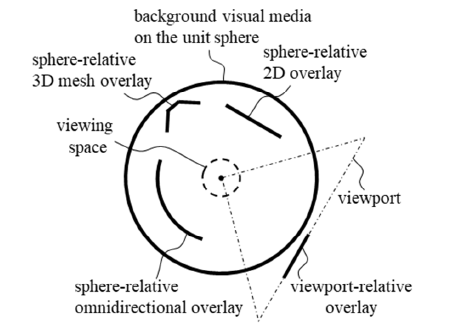 background visual media
on the unit sphere
sphere-relative
3D mesh overlay
sphere-relative
2D overlay
viewing
space
viewport
sphere-relative
omnidirectional overlay
viewport-relative
overlay